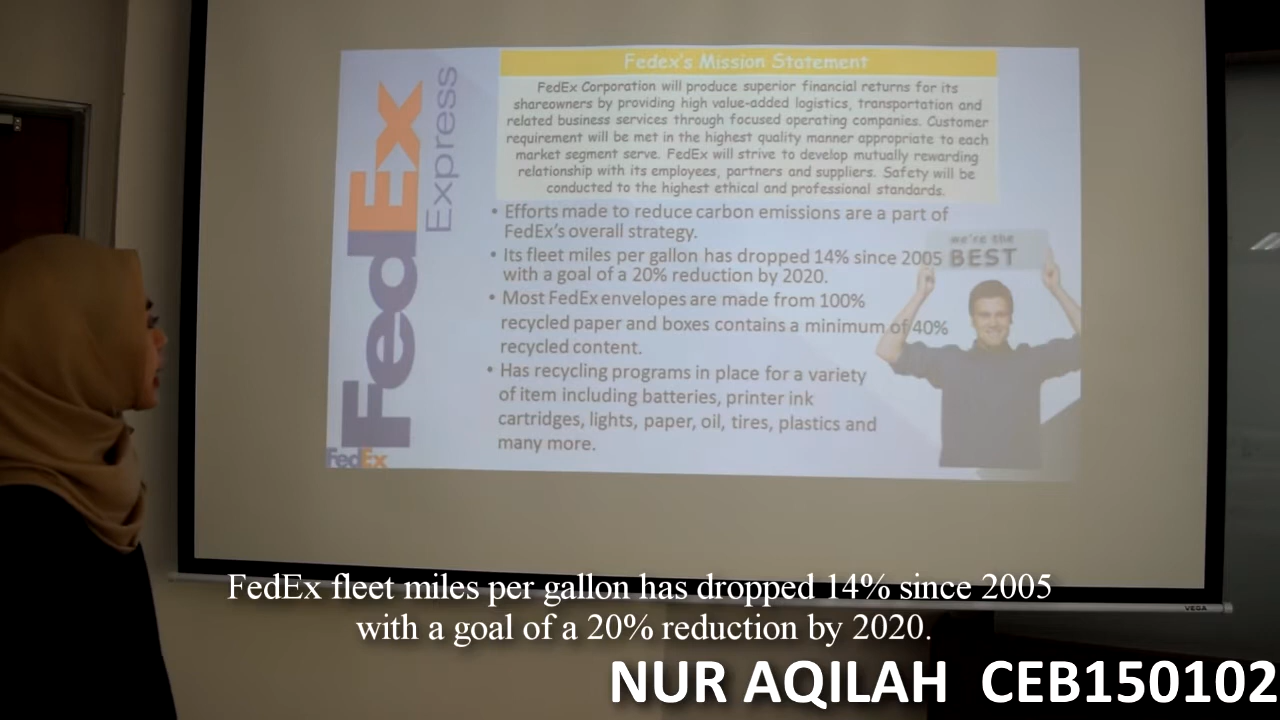 FedEx
Express
Fedex's Mission Statement
FedEx Corporation will produce superior financial returns for its
shareowners by providing high value-added logistics, transportation and
related business services through focused operating companies. Customer
requirement will be met in the highest quality manner appropriate to each
market segment serve. FedEx will strive to develop mutually rewarding
relationship with its employees, partners and suppliers. Safety will be
conducted to the highest ethical and professional standards.
• Efforts made to reduce carbon emissions are a part of
FedEx's overall strategy.
• Its fleet miles per gallon has dropped 14% since 2005
with a goal of a 20% reduction by 2020.
• Most FedEx envelopes are made from 100%
recycled paper and boxes contains a minimum of 40%
recycled content.
• Has recycling programs in place for a variety
of item including batteries, printer ink
cartridges, lights, paper, oil, tires, plastics and
many more.
we're the
BEST
FedEx
VEGA
FedEx fleet miles per gallon has dropped 14% since 2005
with a goal of a 20% reduction by 2020.
NUR AQILAH CEB150102